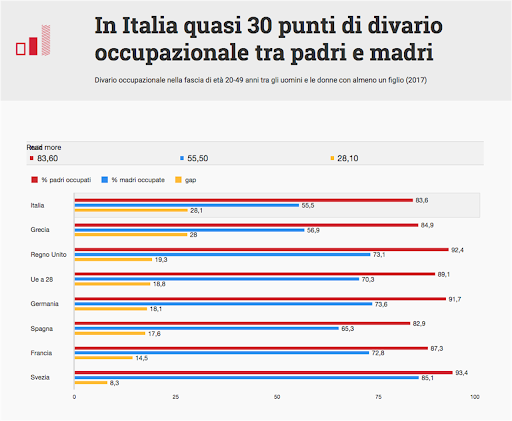 In Italia quasi 30 punti di divario
occupazionale tra padri e madri
Divario occupazionale nella fascia di età 20-49 anni tra gli uomini e le donne con almeno un figlio (2017)
Read more
83,60 55,50 28,10
% padri occupati % madri occupate gap
Italia 83,6
55,5
28,1
Grecia 84,9
56,9
28
Regno Unito 92,4
73,1
19,3
Ue a 28 89,1
70,3
18,8
Germania 91,7
73,6
18,1
Spagna 82,9
65,3
17,6
Francia 87,3
72,8
14,5
Svezia 93,4
85,1
8,3
0 25 50 75 100